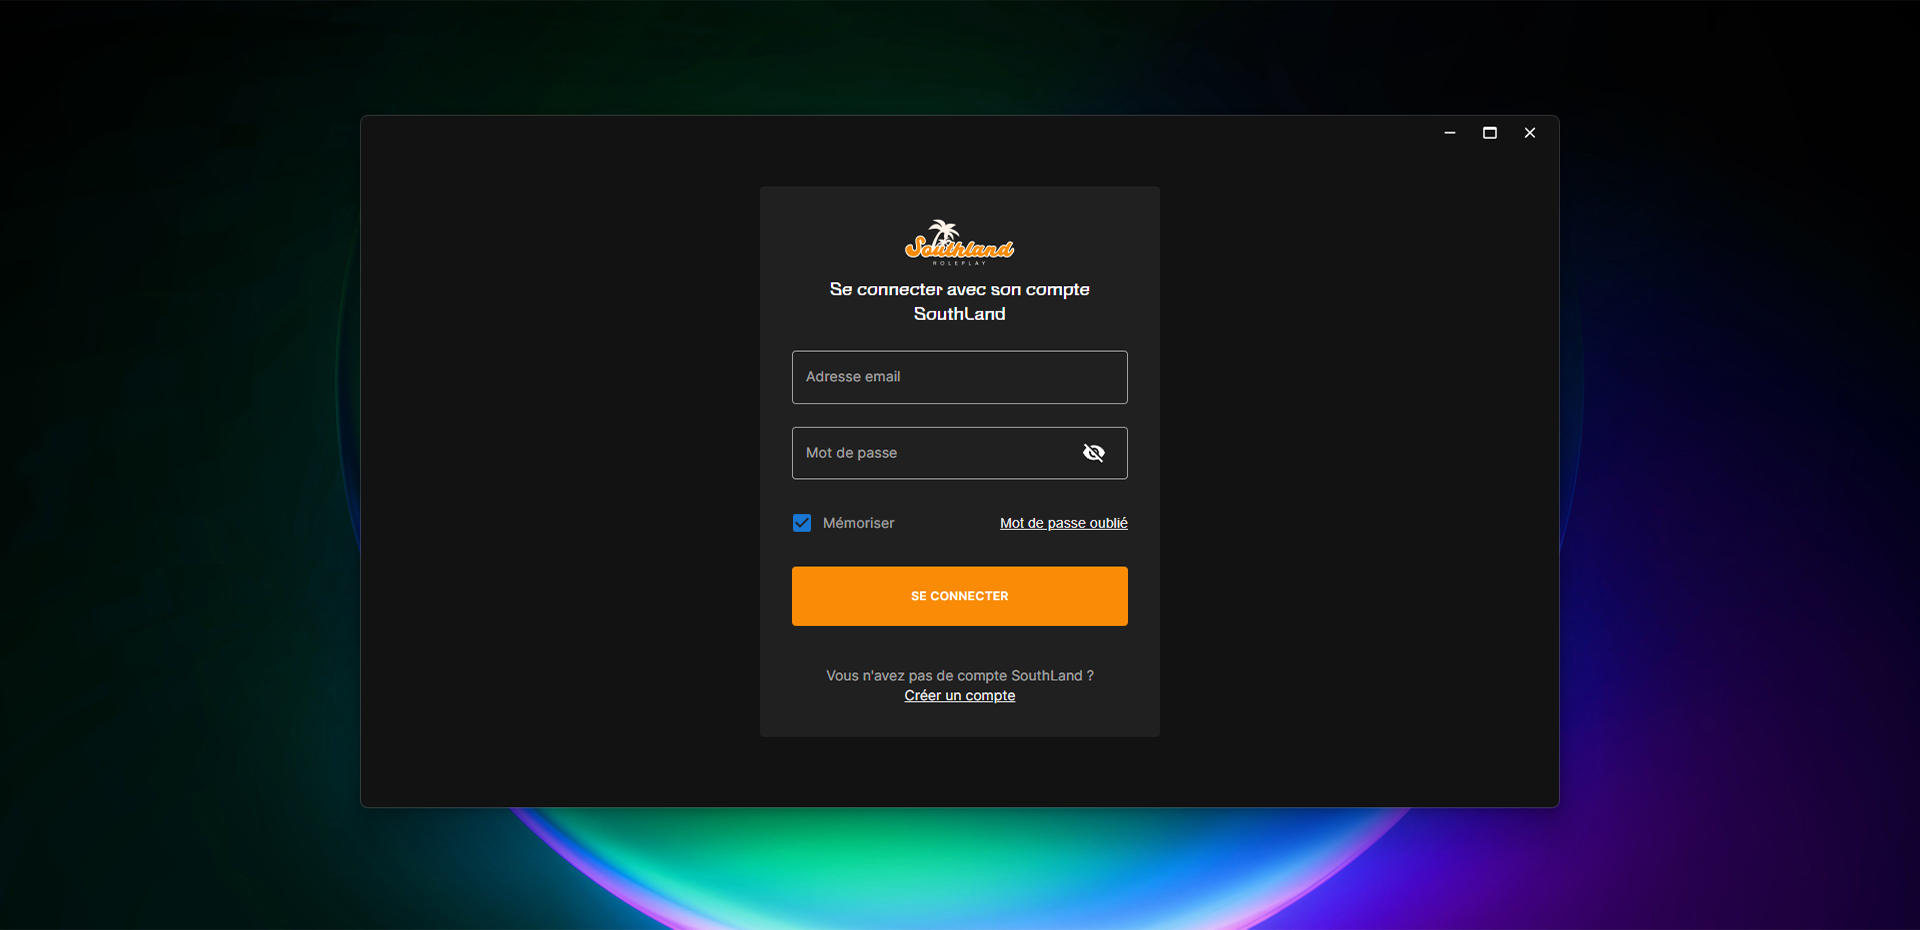 Southland
ROLEPLAY
Se connecter avec son compte
SouthLand
Adresse email
Mot de passe
Mémoriser
Mot de passe oublié
SE CONNECTER
Vous n'avez pas de compte SouthLand ?
Créer un compte